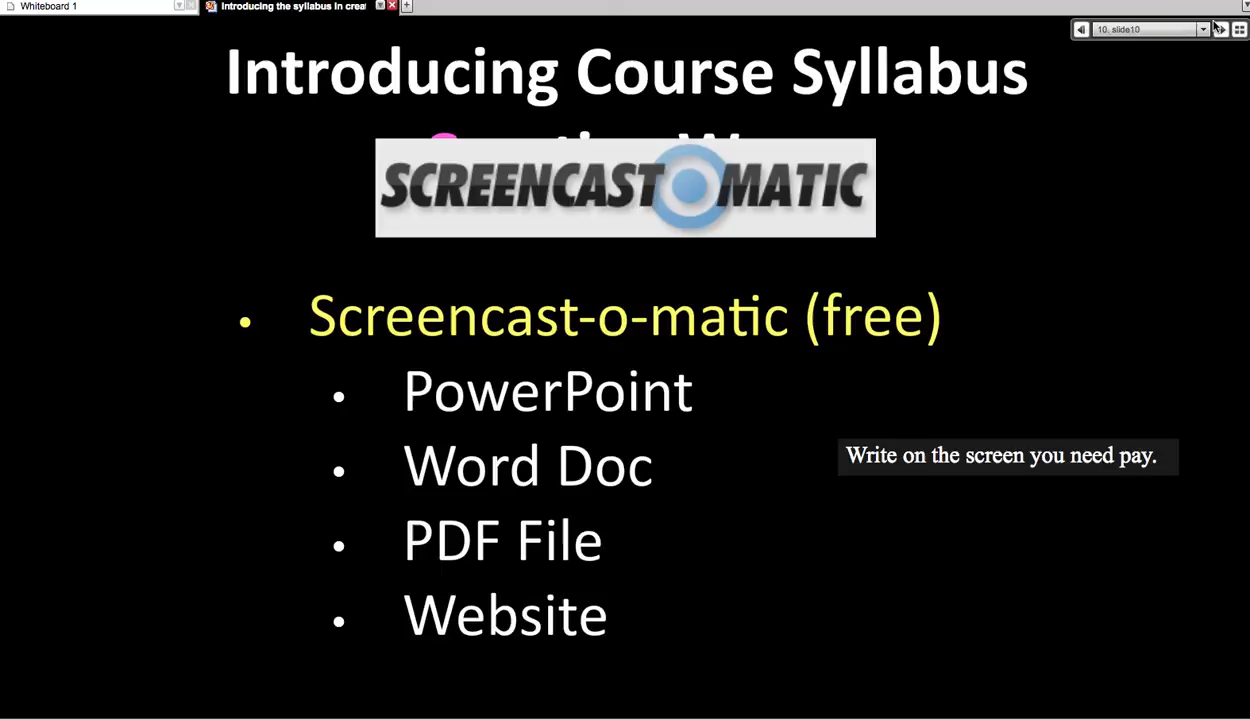 Whiteboard 1
Introducing the syllabus in crea
10. slide10
Introducing Course Syllabus
SCREENCAST O MATIC
• Screencast-o-matic (free)
• PowerPoint
• Word Doc
Write on the screen you need pay.
• PDF File
• Website